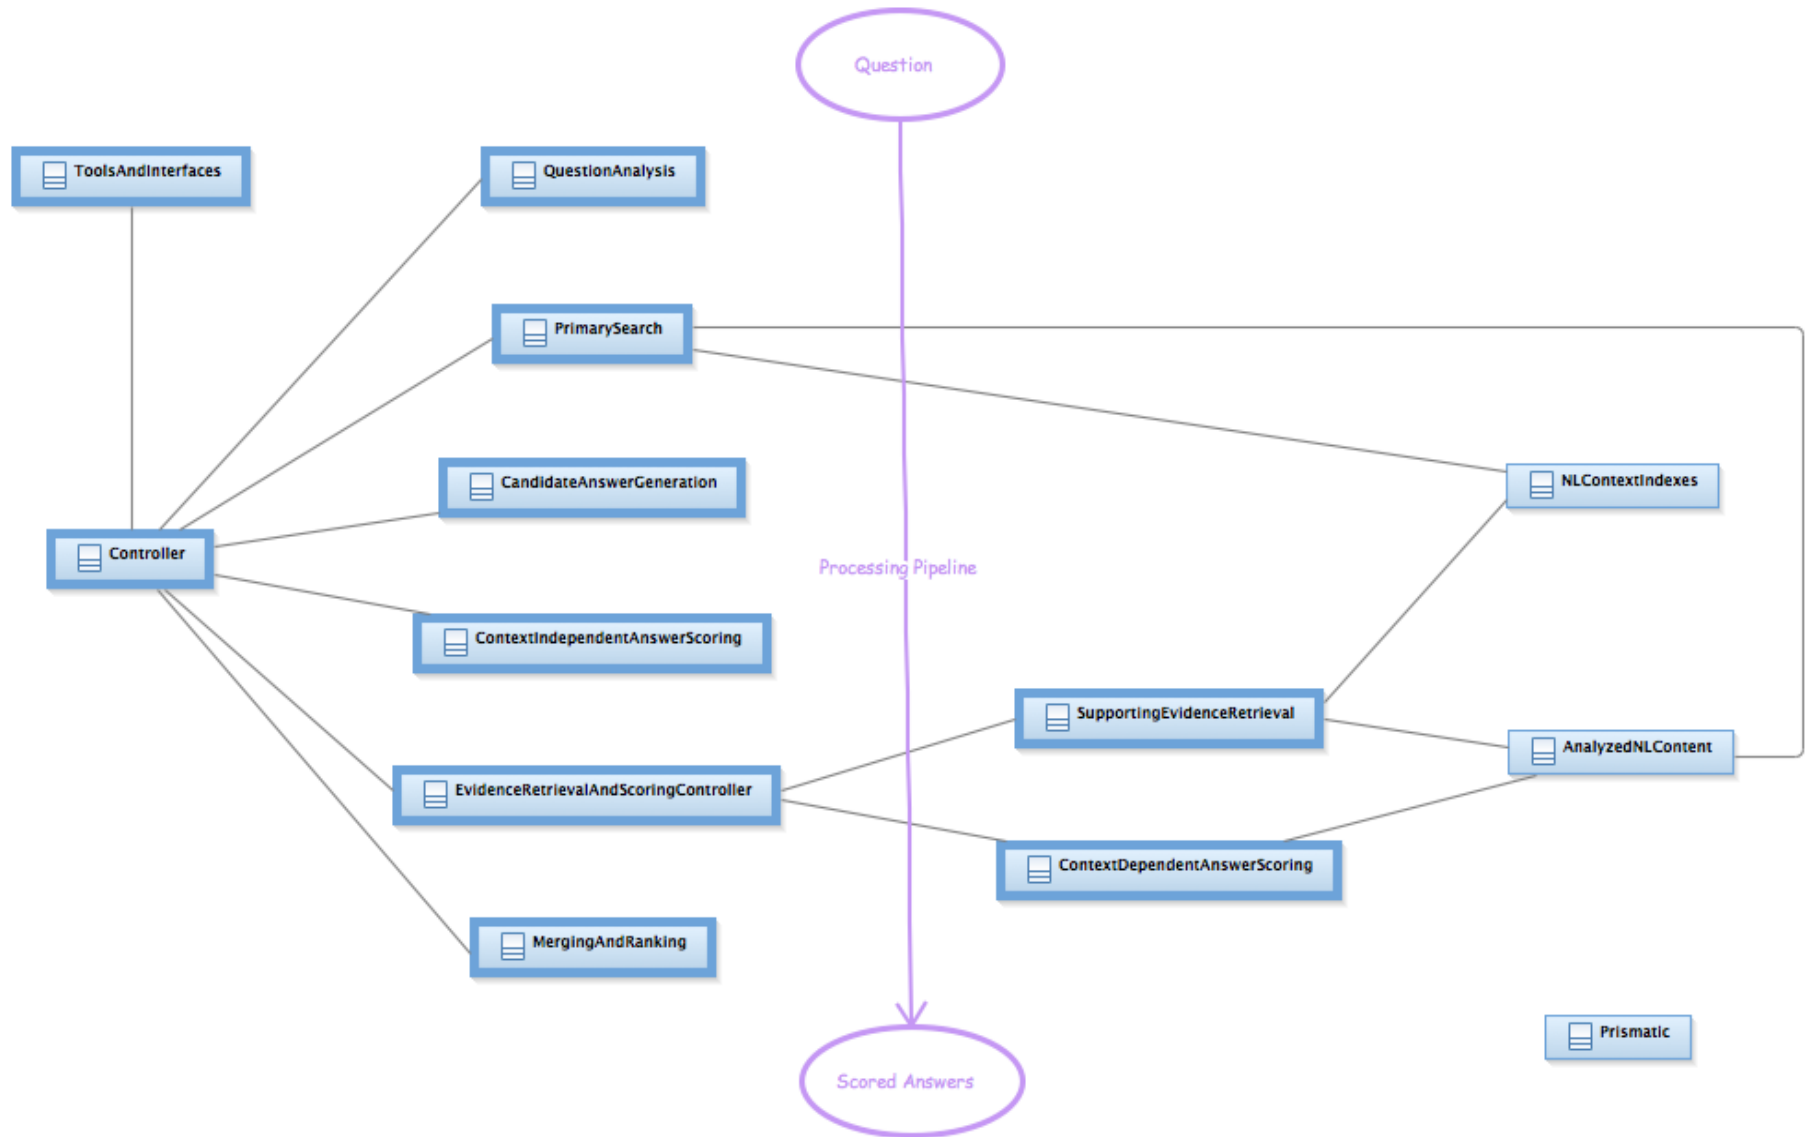 Question
ToolsAndInterfaces
QuestionAnalysis
PrimarySearch
CandidateAnswerGeneration
NLContextIndexes
Controller
Processing Pipeline
ContextIndependentAnswerScoring
SupportingEvidenceRetrieval
AnalyzedNLContent
EvidenceRetrievalAndScoringController
ContextDependentAnswerScoring
MergingAndRanking
Prismatic
Scored Answers